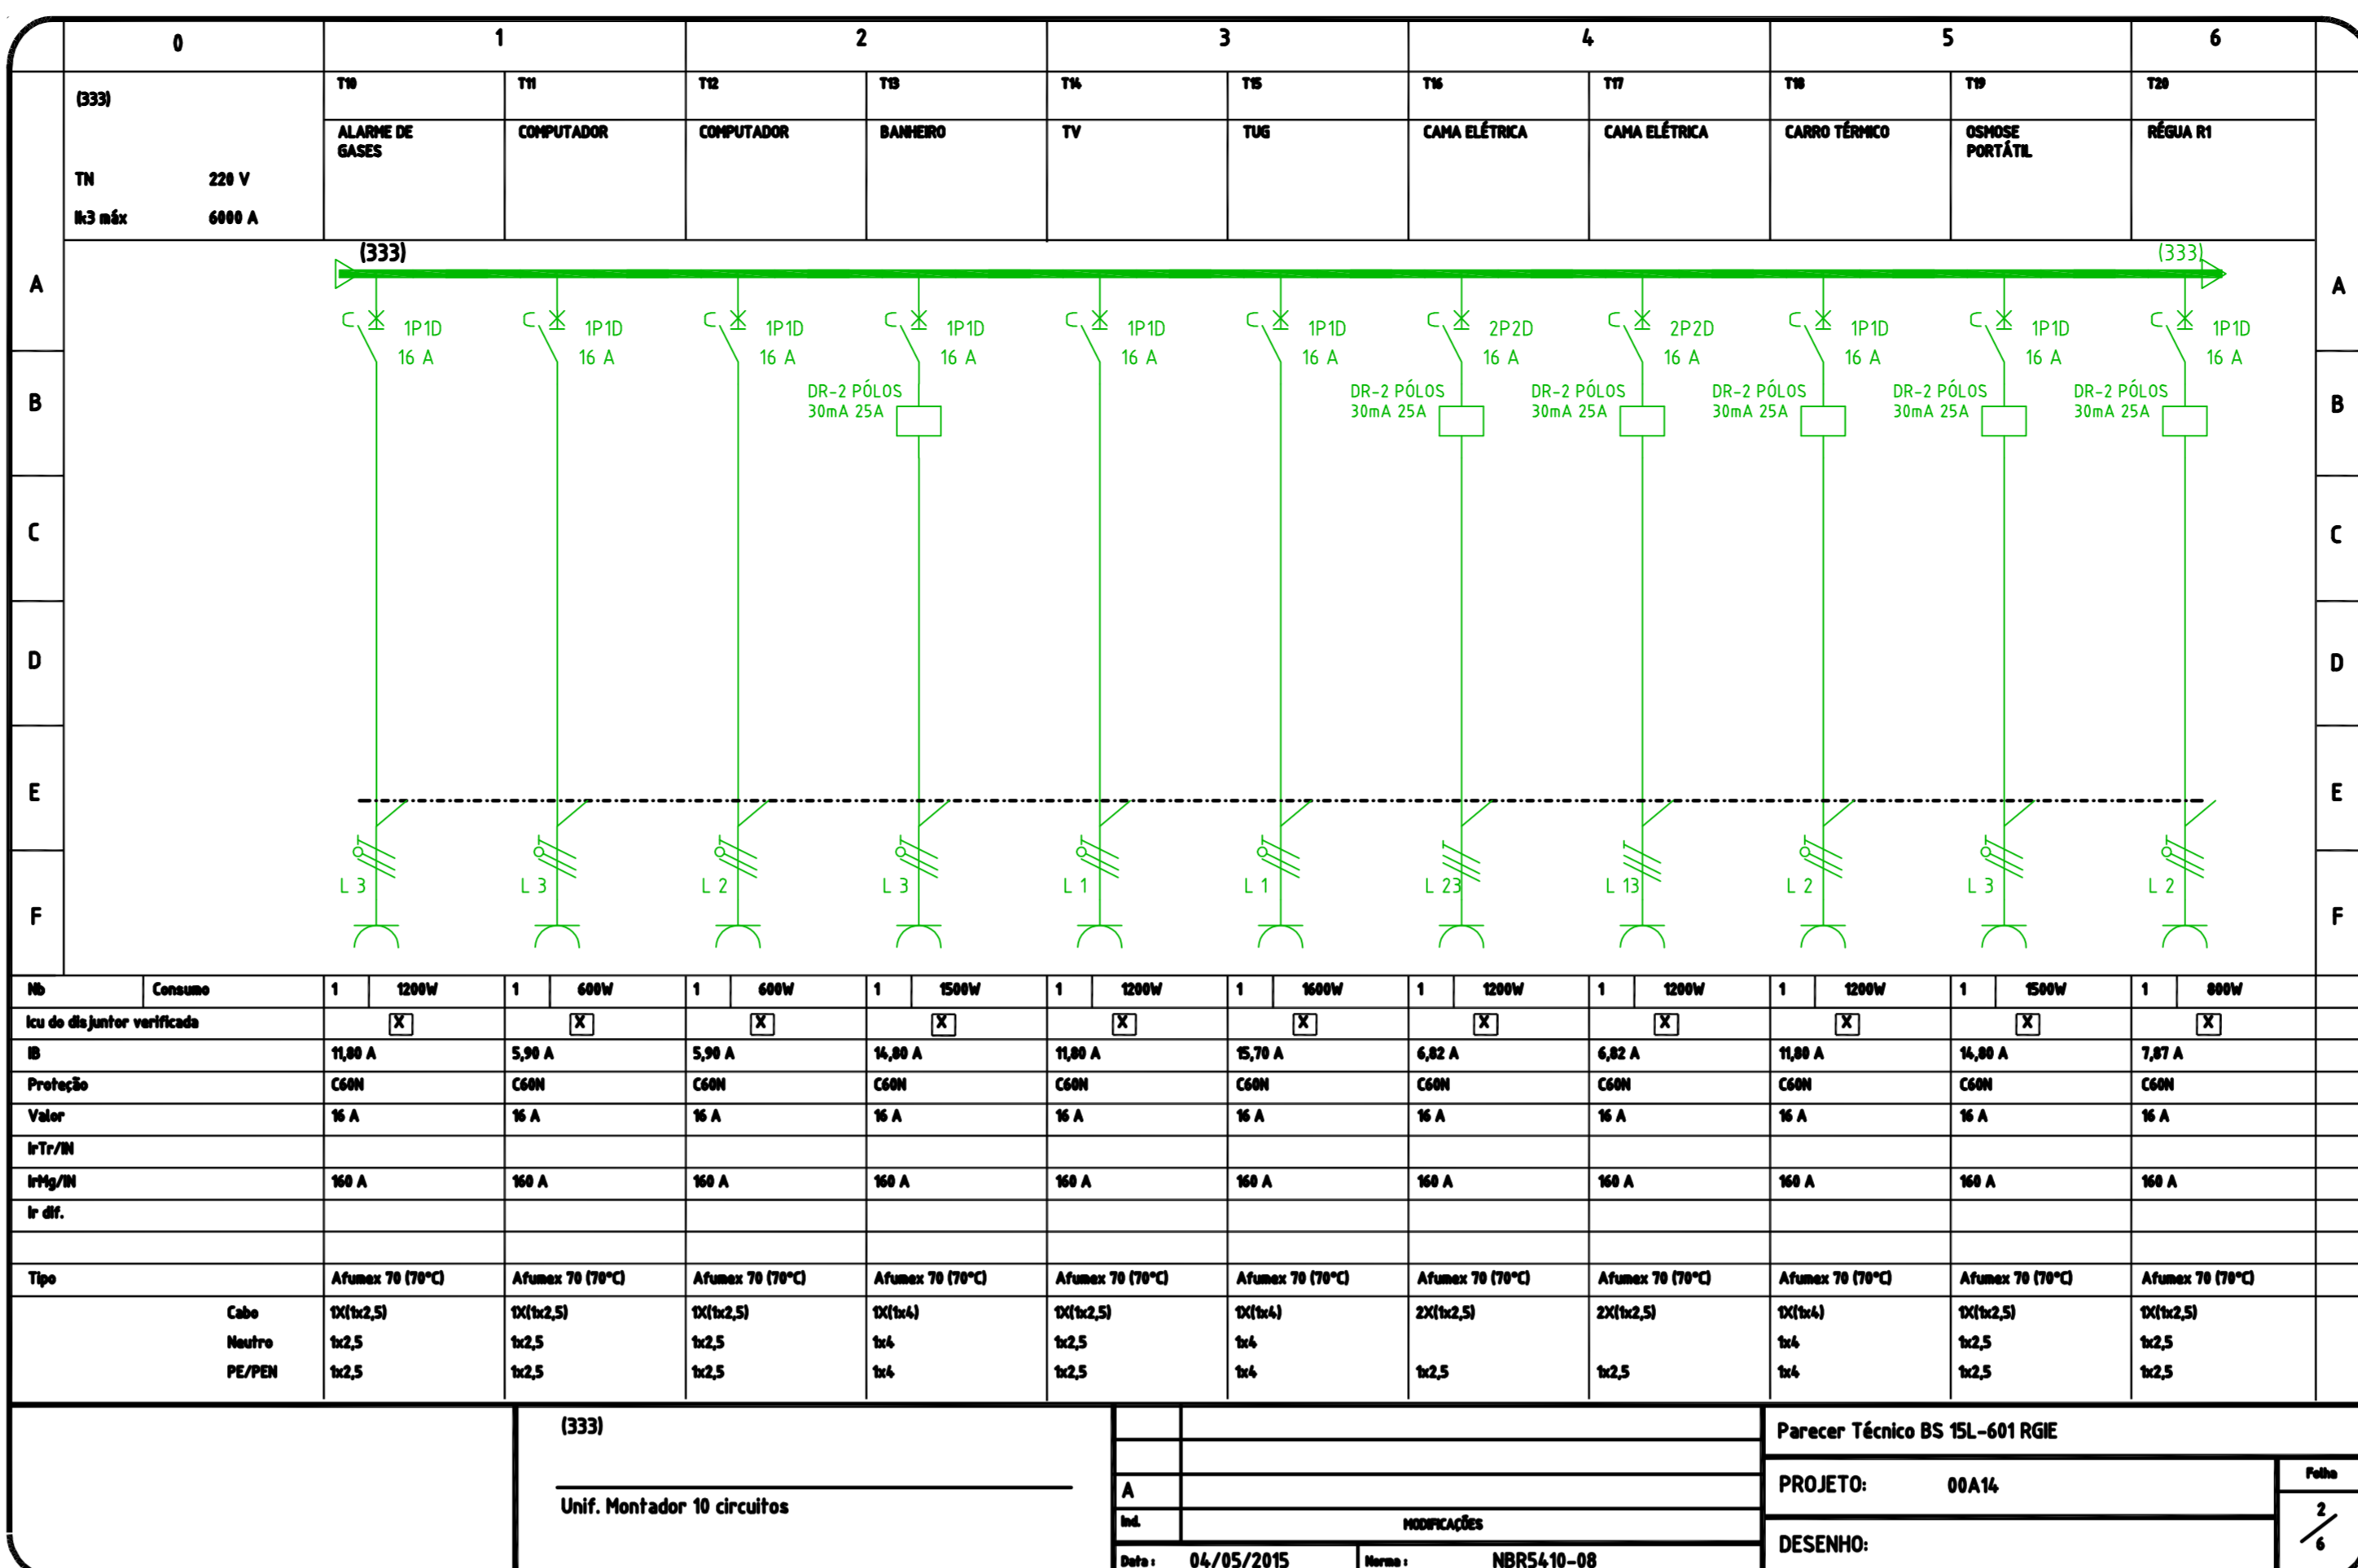 0 1 2 3 4 5 6
(333)
TN 220 V
Ik3 máx 6000 A
T10 T11 T12 T13 T14 T15 T16 T17 T18 T19 T20
ALARME DE GASES COMPUTADOR COMPUTADOR BANHEIRO TV TUG CAMA ELÉTRICA CAMA ELÉTRICA CARRO TÉRMICO OSMOSE PORTÁTIL RÉGUA R1
(333) (333)
A A
C 1P1D C 1P1D C 1P1D C 1P1D C 1P1D C 1P1D C 2P2D C 2P2D C 1P1D C 1P1D C 1P1D
16 A 16 A 16 A 16 A 16 A 16 A 16 A 16 A 16 A 16 A 16 A
DR-2 PÓLOS DR-2 PÓLOS DR-2 PÓLOS DR-2 PÓLOS DR-2 PÓLOS DR-2 PÓLOS
B B
30mA 25A 30mA 25A 30mA 25A 30mA 25A 30mA 25A 30mA 25A
C C
D D
E E
L 3 L 3 L 2 L 3 L 1 L 1 L 23 L 13 L 2 L 3 L 2
F F
Nb Consumo 1 1200W 1 600W 1 600W 1 1500W 1 1200W 1 1600W 1 1200W 1 1200W 1 1200W 1 1500W 1 800W
Icu do disjuntor verificada X X X X X X X X X X X
IB 11,80 A 5,90 A 5,90 A 14,80 A 11,80 A 15,70 A 6,82 A 6,82 A 11,80 A 14,80 A 7,87 A
Proteção C60N C60N C60N C60N C60N C60N C60N C60N C60N C60N C60N
Valor 16 A 16 A 16 A 16 A 16 A 16 A 16 A 16 A 16 A 16 A 16 A
IrTr/IN
IrMg/IN 160 A 160 A 160 A 160 A 160 A 160 A 160 A 160 A 160 A 160 A 160 A
Ir dif.
Tipo Afumex 70 (70°C) Afumex 70 (70°C) Afumex 70 (70°C) Afumex 70 (70°C) Afumex 70 (70°C) Afumex 70 (70°C) Afumex 70 (70°C) Afumex 70 (70°C) Afumex 70 (70°C) Afumex 70 (70°C) Afumex 70 (70°C)
Cabo 1X(1x2,5) 1X(1x2,5) 1X(1x2,5) 1X(1x4) 1X(1x2,5) 1X(1x4) 2X(1x2,5) 2X(1x2,5) 1X(1x4) 1X(1x2,5) 1X(1x2,5)
Neutro 1x2,5 1x2,5 1x2,5 1x4 1x2,5 1x4 1x4 1x2,5 1x2,5
PE/PEN 1x2,5 1x2,5 1x2,5 1x4 1x2,5 1x4 1x2,5 1x2,5 1x4 1x2,5 1x2,5
(333)
Unif. Montador 10 circuitos
A
Ind. MODIFICAÇÕES
Data : 04/05/2015 Norma : NBR5410-08
Parecer Técnico BS 15L-601 RGIE
PROJETO: 00A14
DESENHO:
Folha
2/6